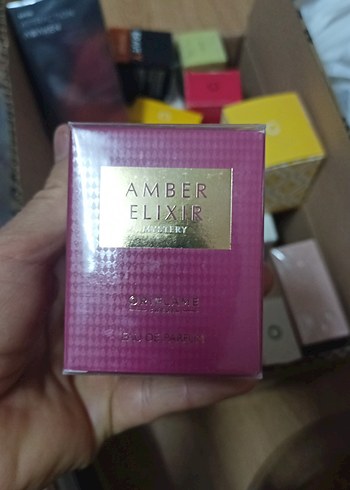 AMBER
ELIXIR
MYSTERY
ORIFLAME
EAU DE PARFUM